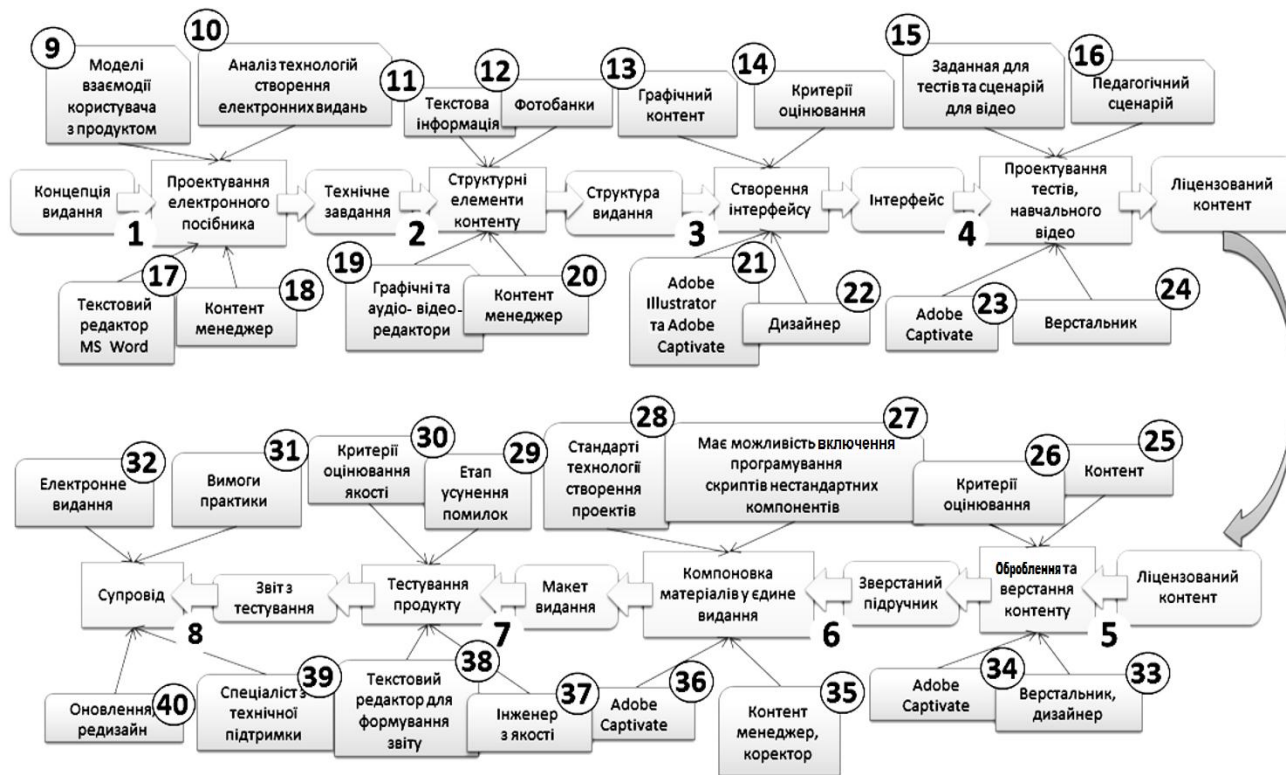 9
Моделі
взаємодії
користувача
з продуктом
10
Аналіз технологій
створення
електронних видань
11
Текстова
інформація
12
Фотобанки
13
Графічний
контент
14
Критерії
оцінювання
15
Заданная для
тестів та сценарій
для відео
16
Педагогічний
сценарій
Концепція
видання
1
Проектування
електронного
посібника
Технічне
завдання
2
Структурні
елементи
контенту
Структура
видання
3
Створення
інтерфейсу
Інтерфейс
4
Проектування
тестів,
навчального
відео
Ліцензований
контент
17
Текстовий
редактор
MS Word
18
Контент
менеджер
19
Графічні та
аудіо- відео-
редактори
20
Контент
менеджер
21
Adobe
Illustrator
та Adobe
Captivate
22
Дизайнер
23
Adobe
Captivate
24
Верстальник
32
Електронне
видання
31
Вимоги
практики
30
Критерії
оцінювання
якості
29
Етап
усунення
помилок
28
Стандарті
технології
створення
проектів
27
Має можливість включення
програмування
скриптів нестандартних
компонентів
26
Критерії
оцінювання
25
Контент
Супровід
8
Звіт з
тестування
Тестування
продукту
7
Макет
видання
Компоновка
матеріалів у єдине
видання
6
Зверстаний
підручник
Оброблення та
верстання
контенту
5
Ліцензований
контент
40
Оновлення,
редизайн
39
Спеціаліст з
технічної
підтримки
38
Текстовий
редактор для
формування
звіту
37
Інженер
з якості
36
Adobe
Captivate
35
Контент
менеджер,
коректор
34
Adobe
Captivate
33
Верстальник,
дизайнер